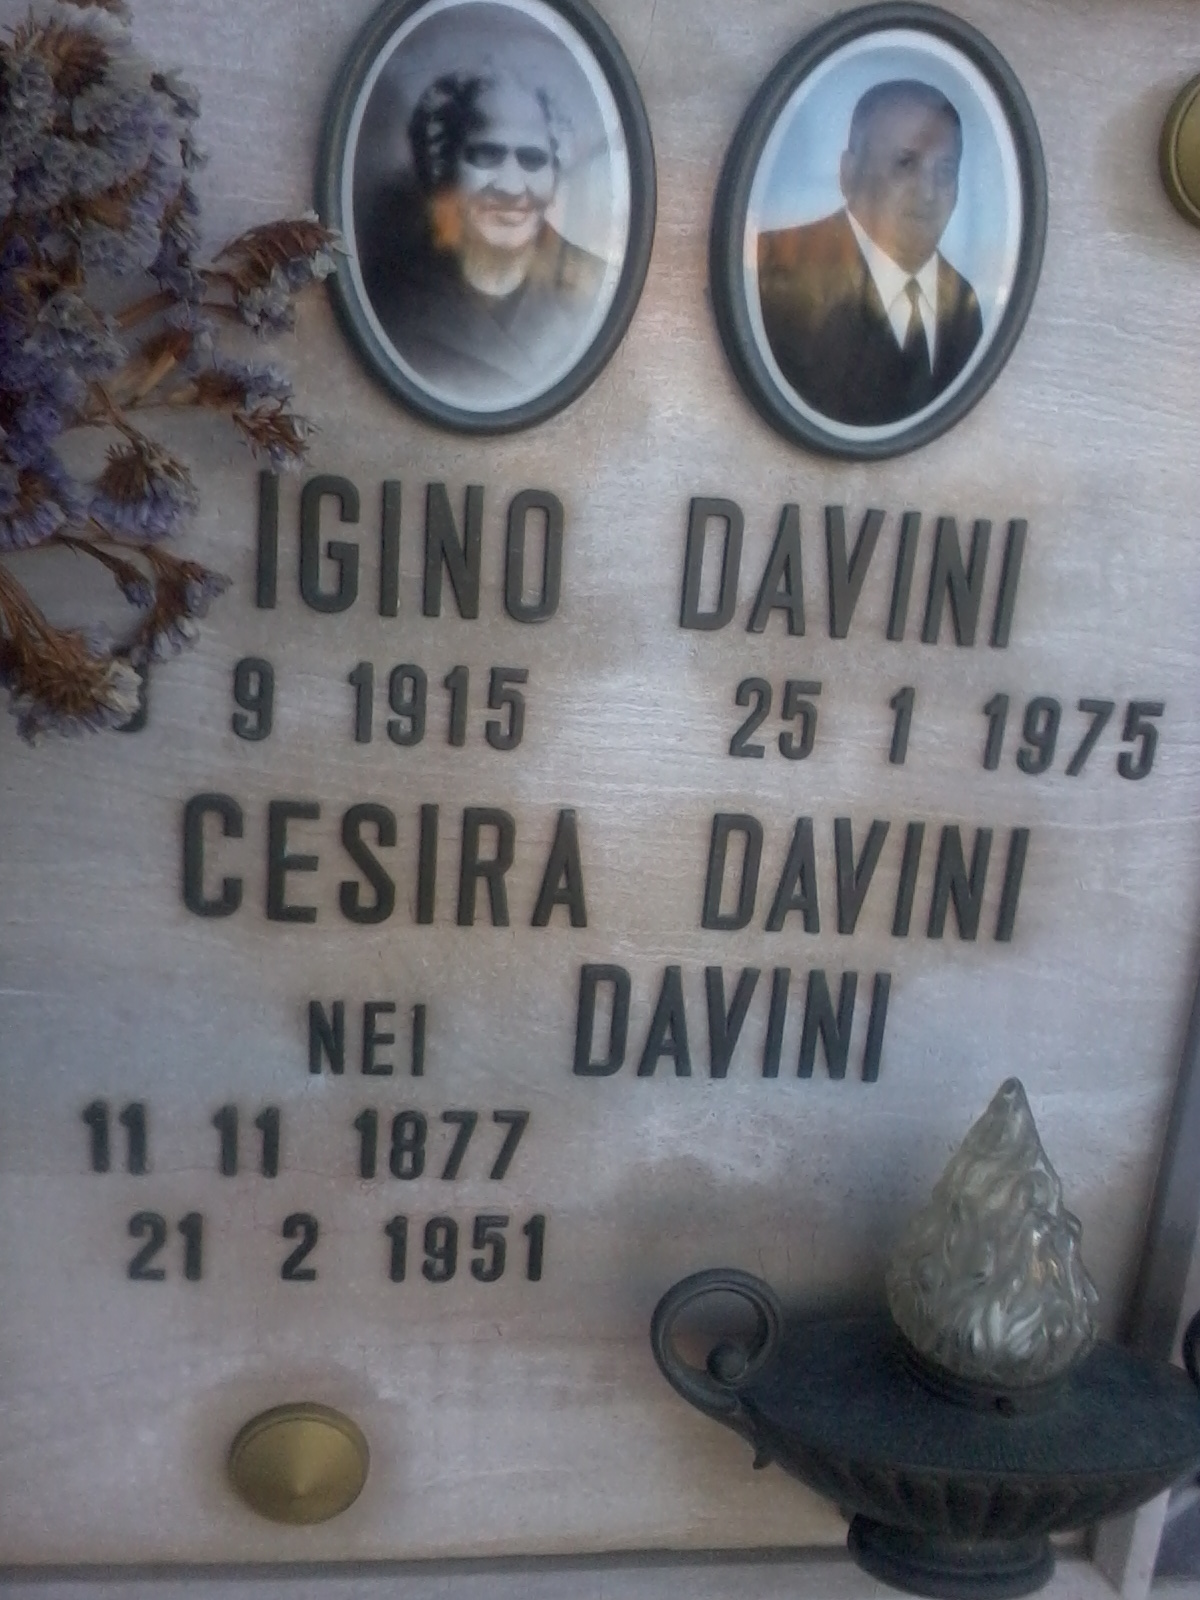 IGINO DAVINI
9 1915 25 1 1975
CESIRA DAVINI
NEI DAVINI
11 11 1877
21 2 1951